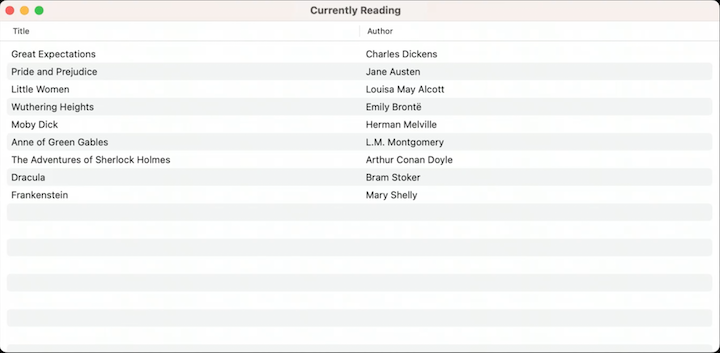 Currently Reading
Title Author
Great Expectations Charles Dickens
Pride and Prejudice Jane Austen
Little Women Louisa May Alcott
Wuthering Heights Emily Brontë
Moby Dick Herman Melville
Anne of Green Gables L.M. Montgomery
The Adventures of Sherlock Holmes Arthur Conan Doyle
Dracula Bram Stoker
Frankenstein Mary Shelly